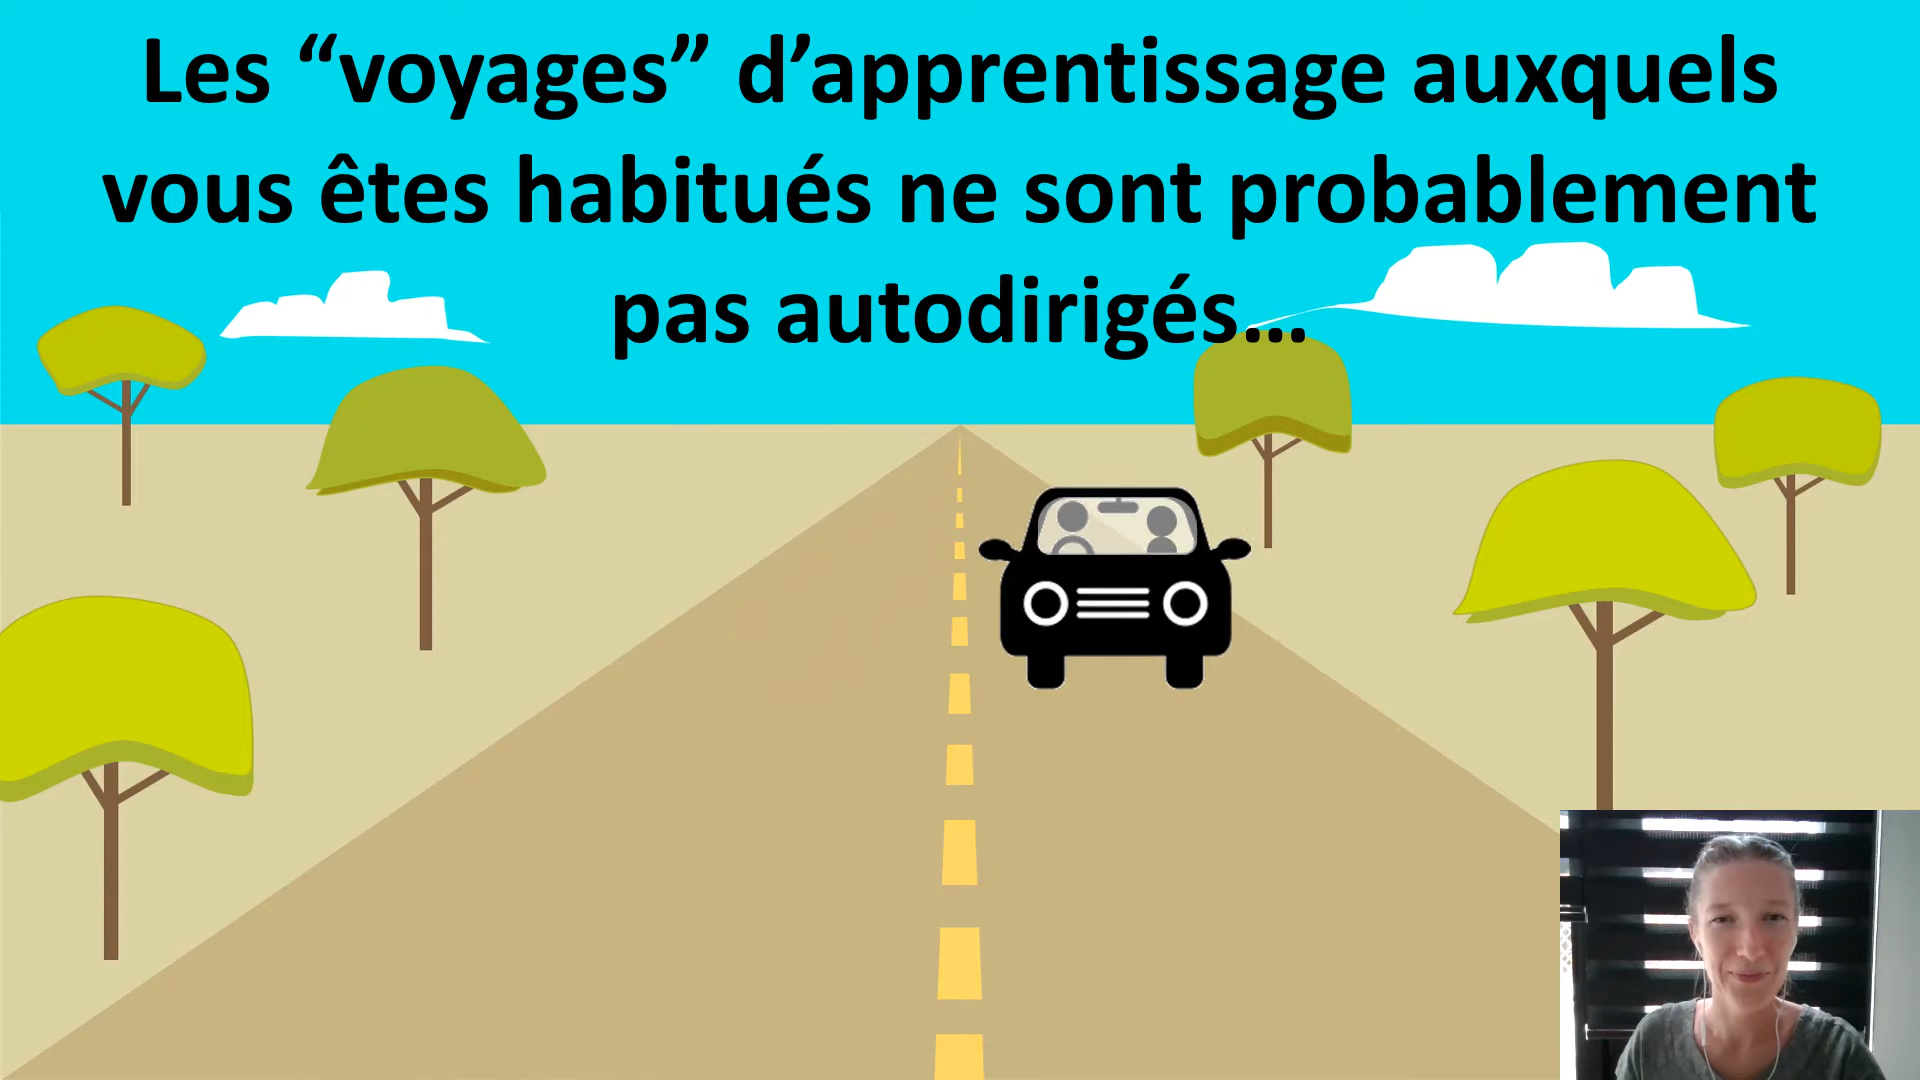 Les “voyages” d’apprentissage auxquels
vous êtes habitués ne sont probablement
pas autodirigés…